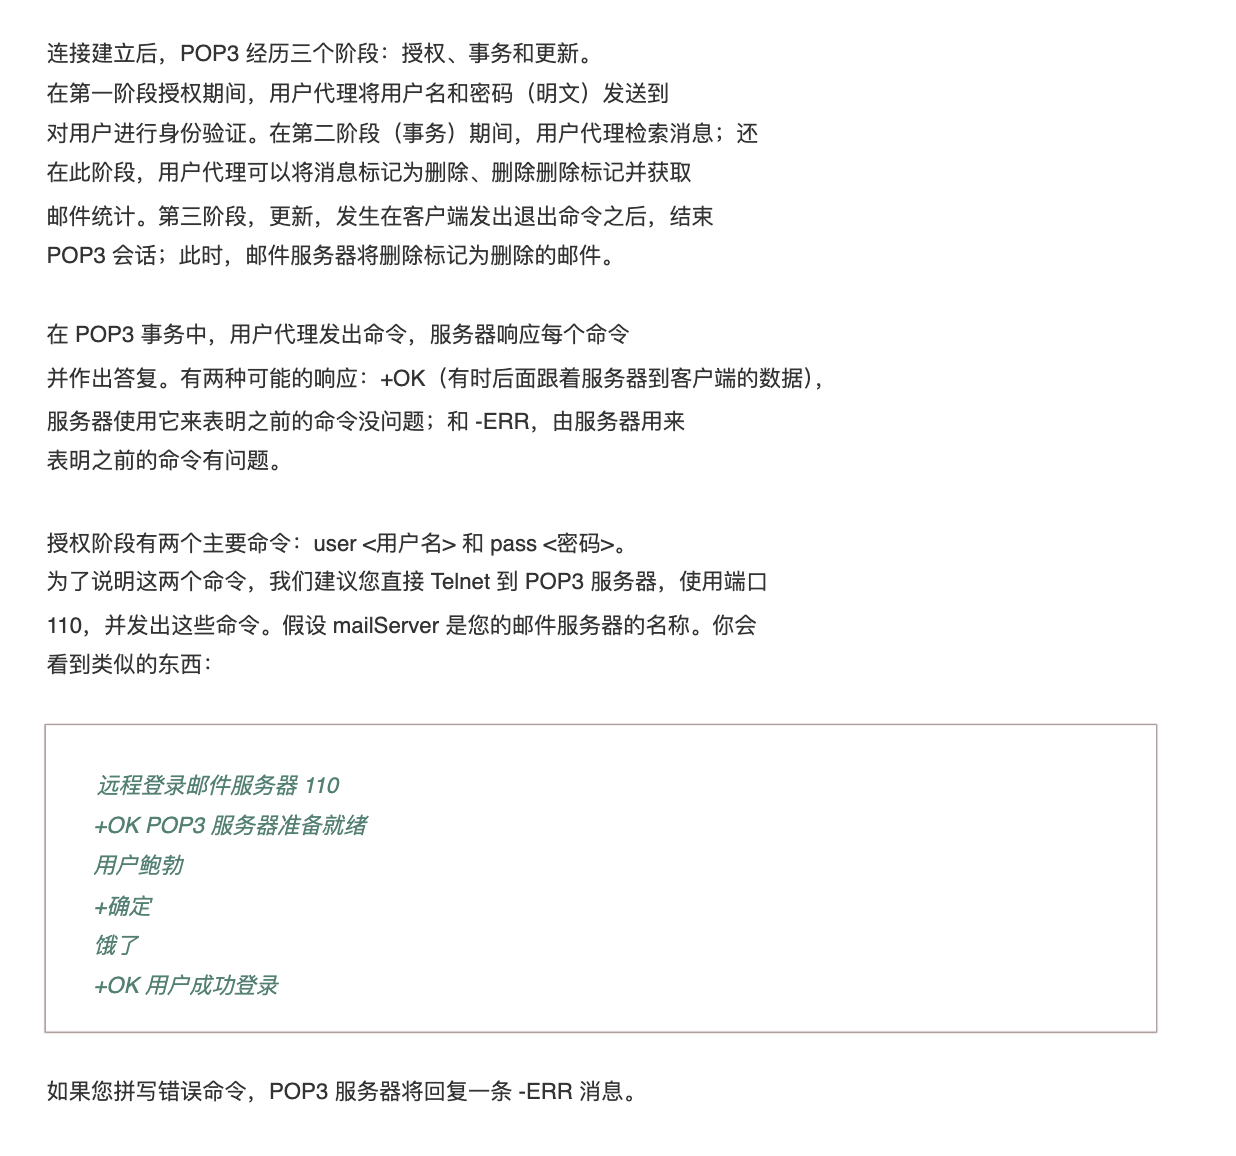 连接建立后，POP3 经历三个阶段：授权、事务和更新。
在第一阶段授权期间，用户代理将用户名和密码（明文）发送到
对用户进行身份验证。在第二阶段（事务）期间，用户代理检索消息；还
在此阶段，用户代理可以将消息标记为删除、删除删除标记并获取
邮件统计。第三阶段，更新，发生在客户端发出退出命令之后，结束
POP3 会话；此时，邮件服务器将删除标记为删除的邮件。
在 POP3 事务中，用户代理发出命令，服务器响应每个命令
并作出答复。有两种可能的响应：+OK（有时后面跟着服务器到客户端的数据），
服务器使用它来表明之前的命令没问题；和 -ERR，由服务器用来
表明之前的命令有问题。
授权阶段有两个主要命令：user <用户名> 和 pass <密码>。
为了说明这两个命令，我们建议您直接 Telnet 到 POP3 服务器，使用端口
110，并发出这些命令。假设 mailServer 是您的邮件服务器的名称。你会
看到类似的东西：
远程登录邮件服务器 110
+OK POP3 服务器准备就绪
用户鲍勃
+确定
饿了
+OK 用户成功登录
如果您拼写错误命令，POP3 服务器将回复一条 -ERR 消息。